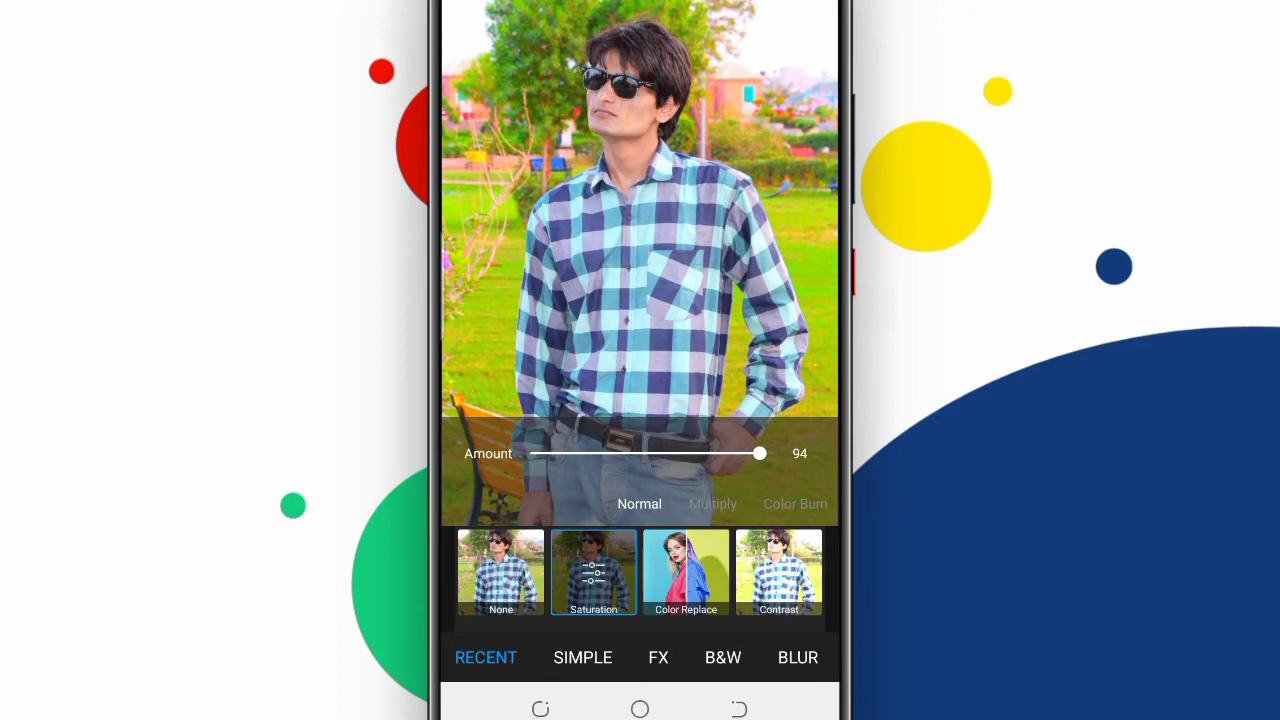 Amount 94
Normal Multiply Color Burn
None Saturation Color Replace Contrast
RECENT SIMPLE FX B&W BLUR